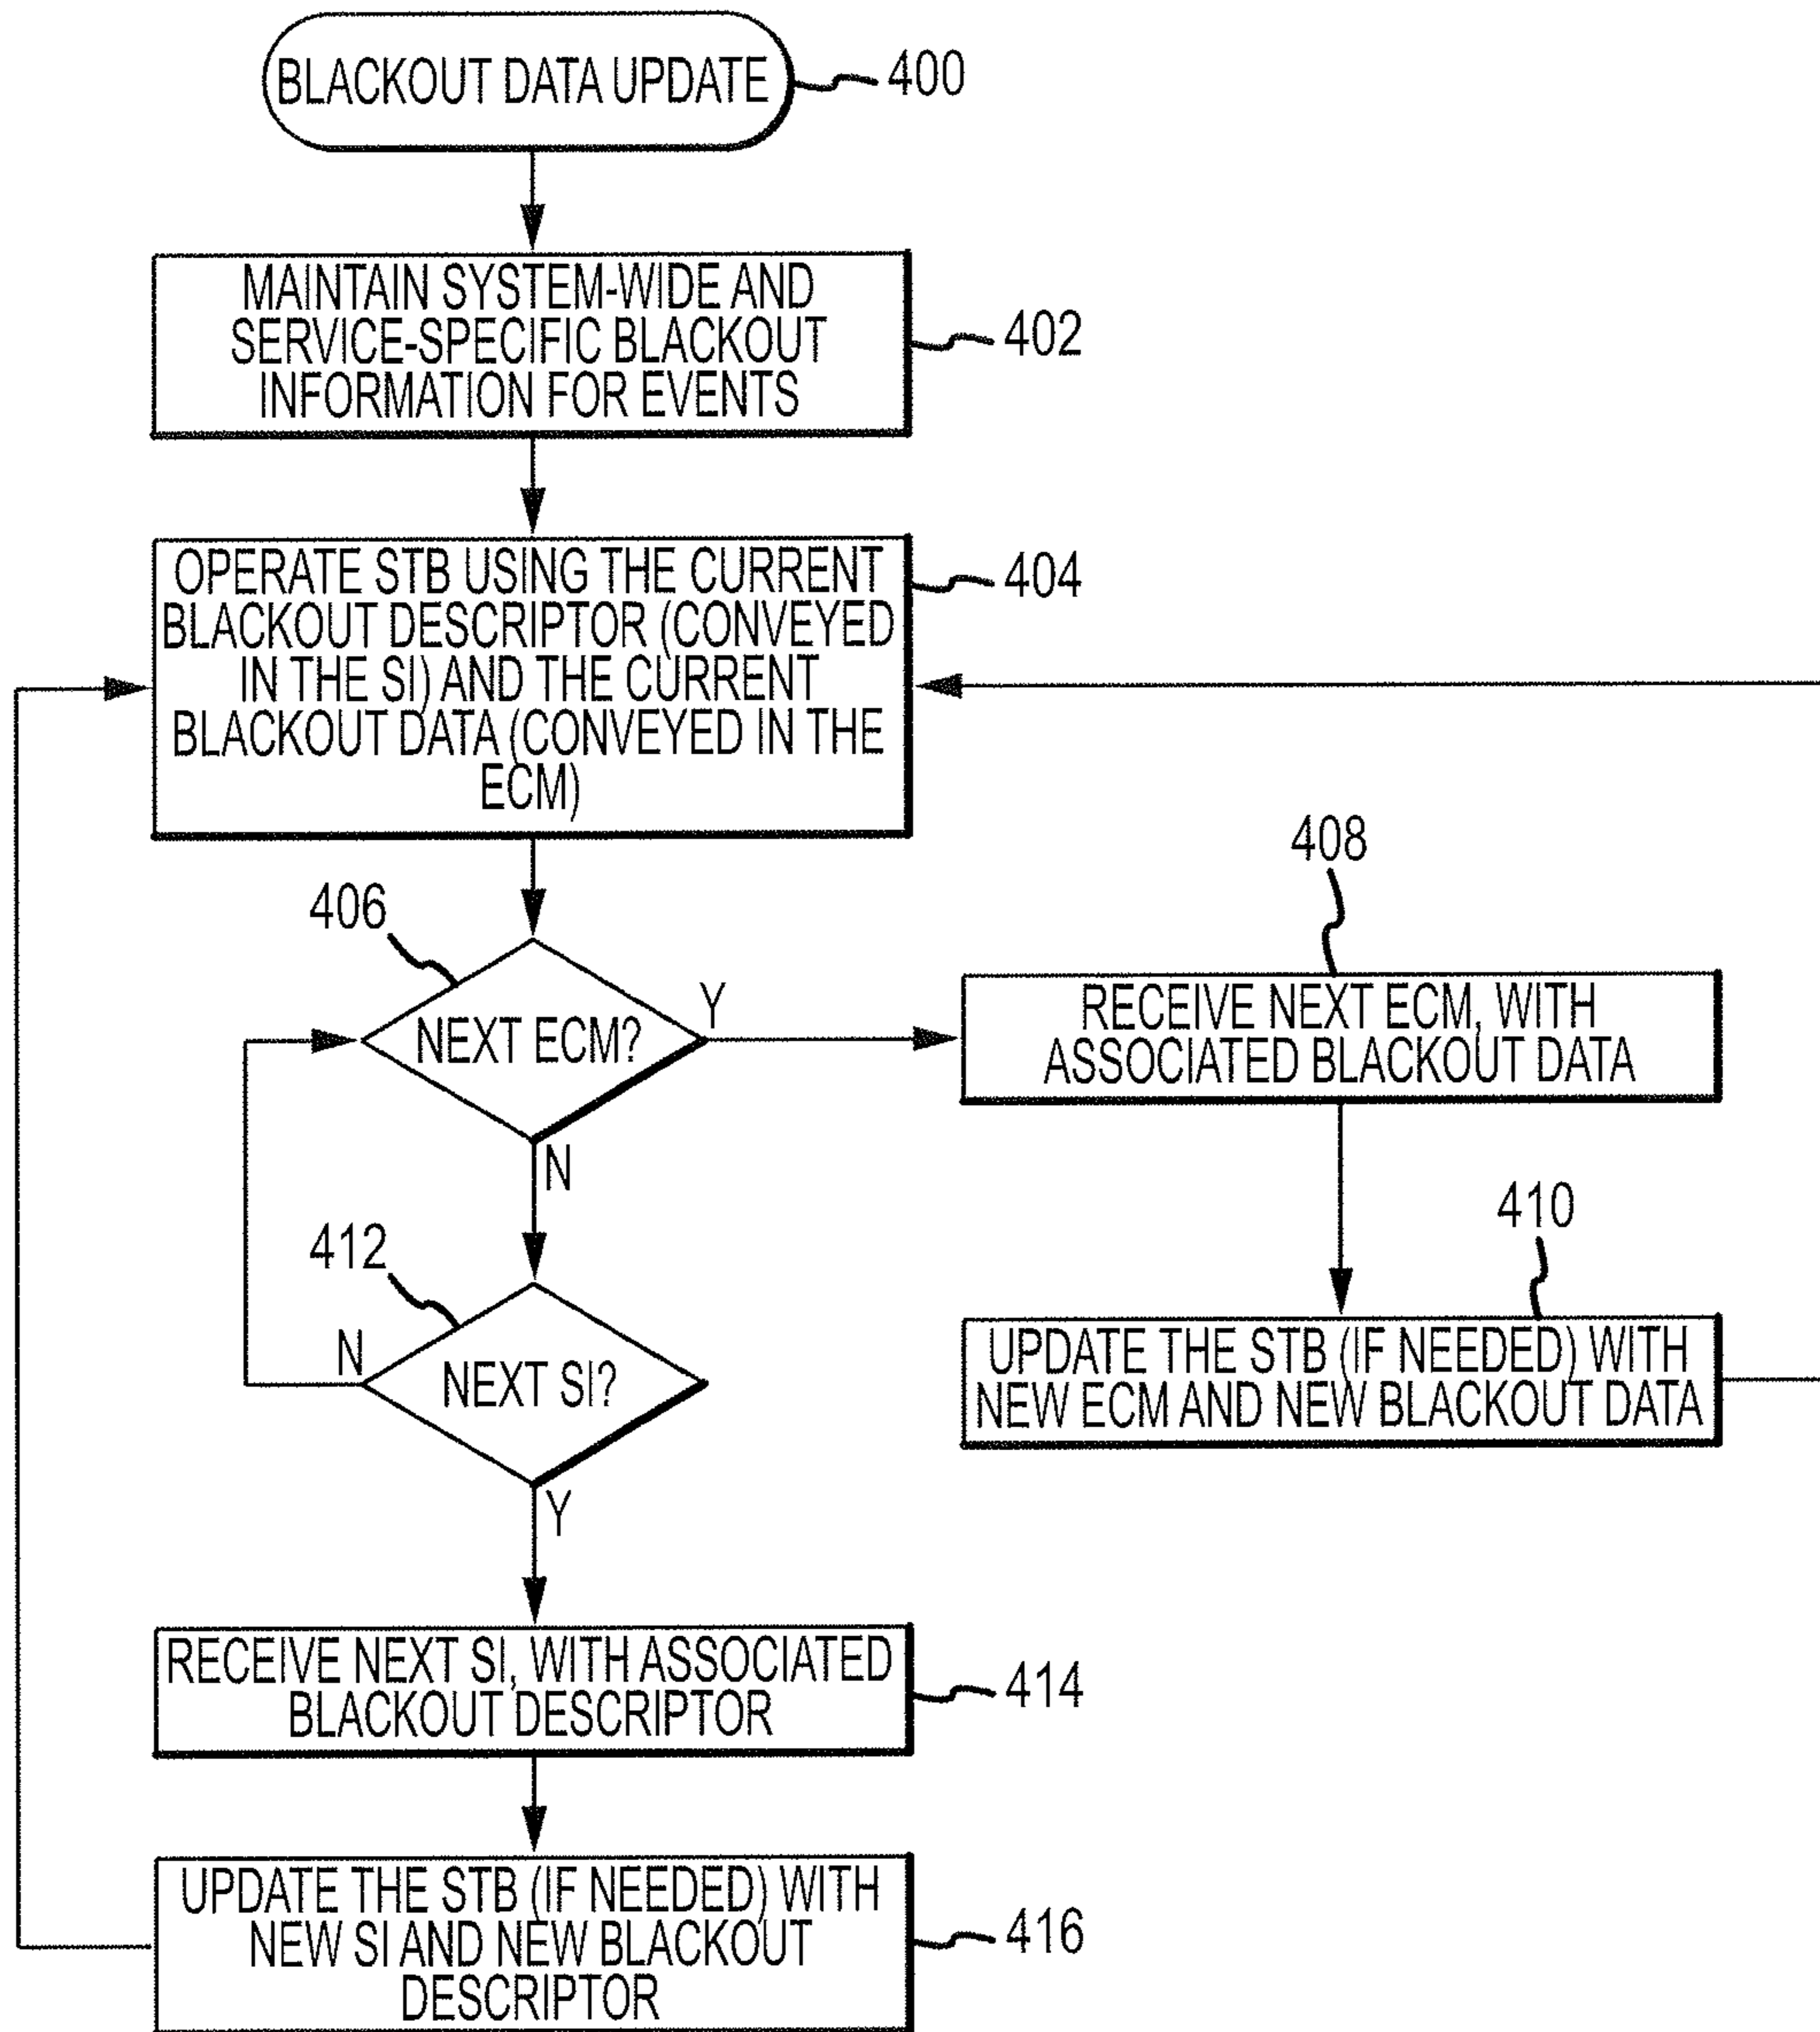 BLACKOUT DATA UPDATE
400
MAINTAIN SYSTEM-WIDE AND
SERVICE-SPECIFIC BLACKOUT
INFORMATION FOR EVENTS
402
OPERATE STB USING THE CURRENT
BLACKOUT DESCRIPTOR (CONVEYED
IN THE SI) AND THE CURRENT
BLACKOUT DATA (CONVEYED IN THE
ECM)
404
406
NEXT ECM?
Y
N
408
RECEIVE NEXT ECM, WITH
ASSOCIATED BLACKOUT DATA
410
UPDATE THE STB (IF NEEDED) WITH
NEW ECM AND NEW BLACKOUT DATA
412
N
NEXT SI?
Y
RECEIVE NEXT SI, WITH ASSOCIATED
BLACKOUT DESCRIPTOR
414
UPDATE THE STB (IF NEEDED) WITH
NEW SI AND NEW BLACKOUT
DESCRIPTOR
416